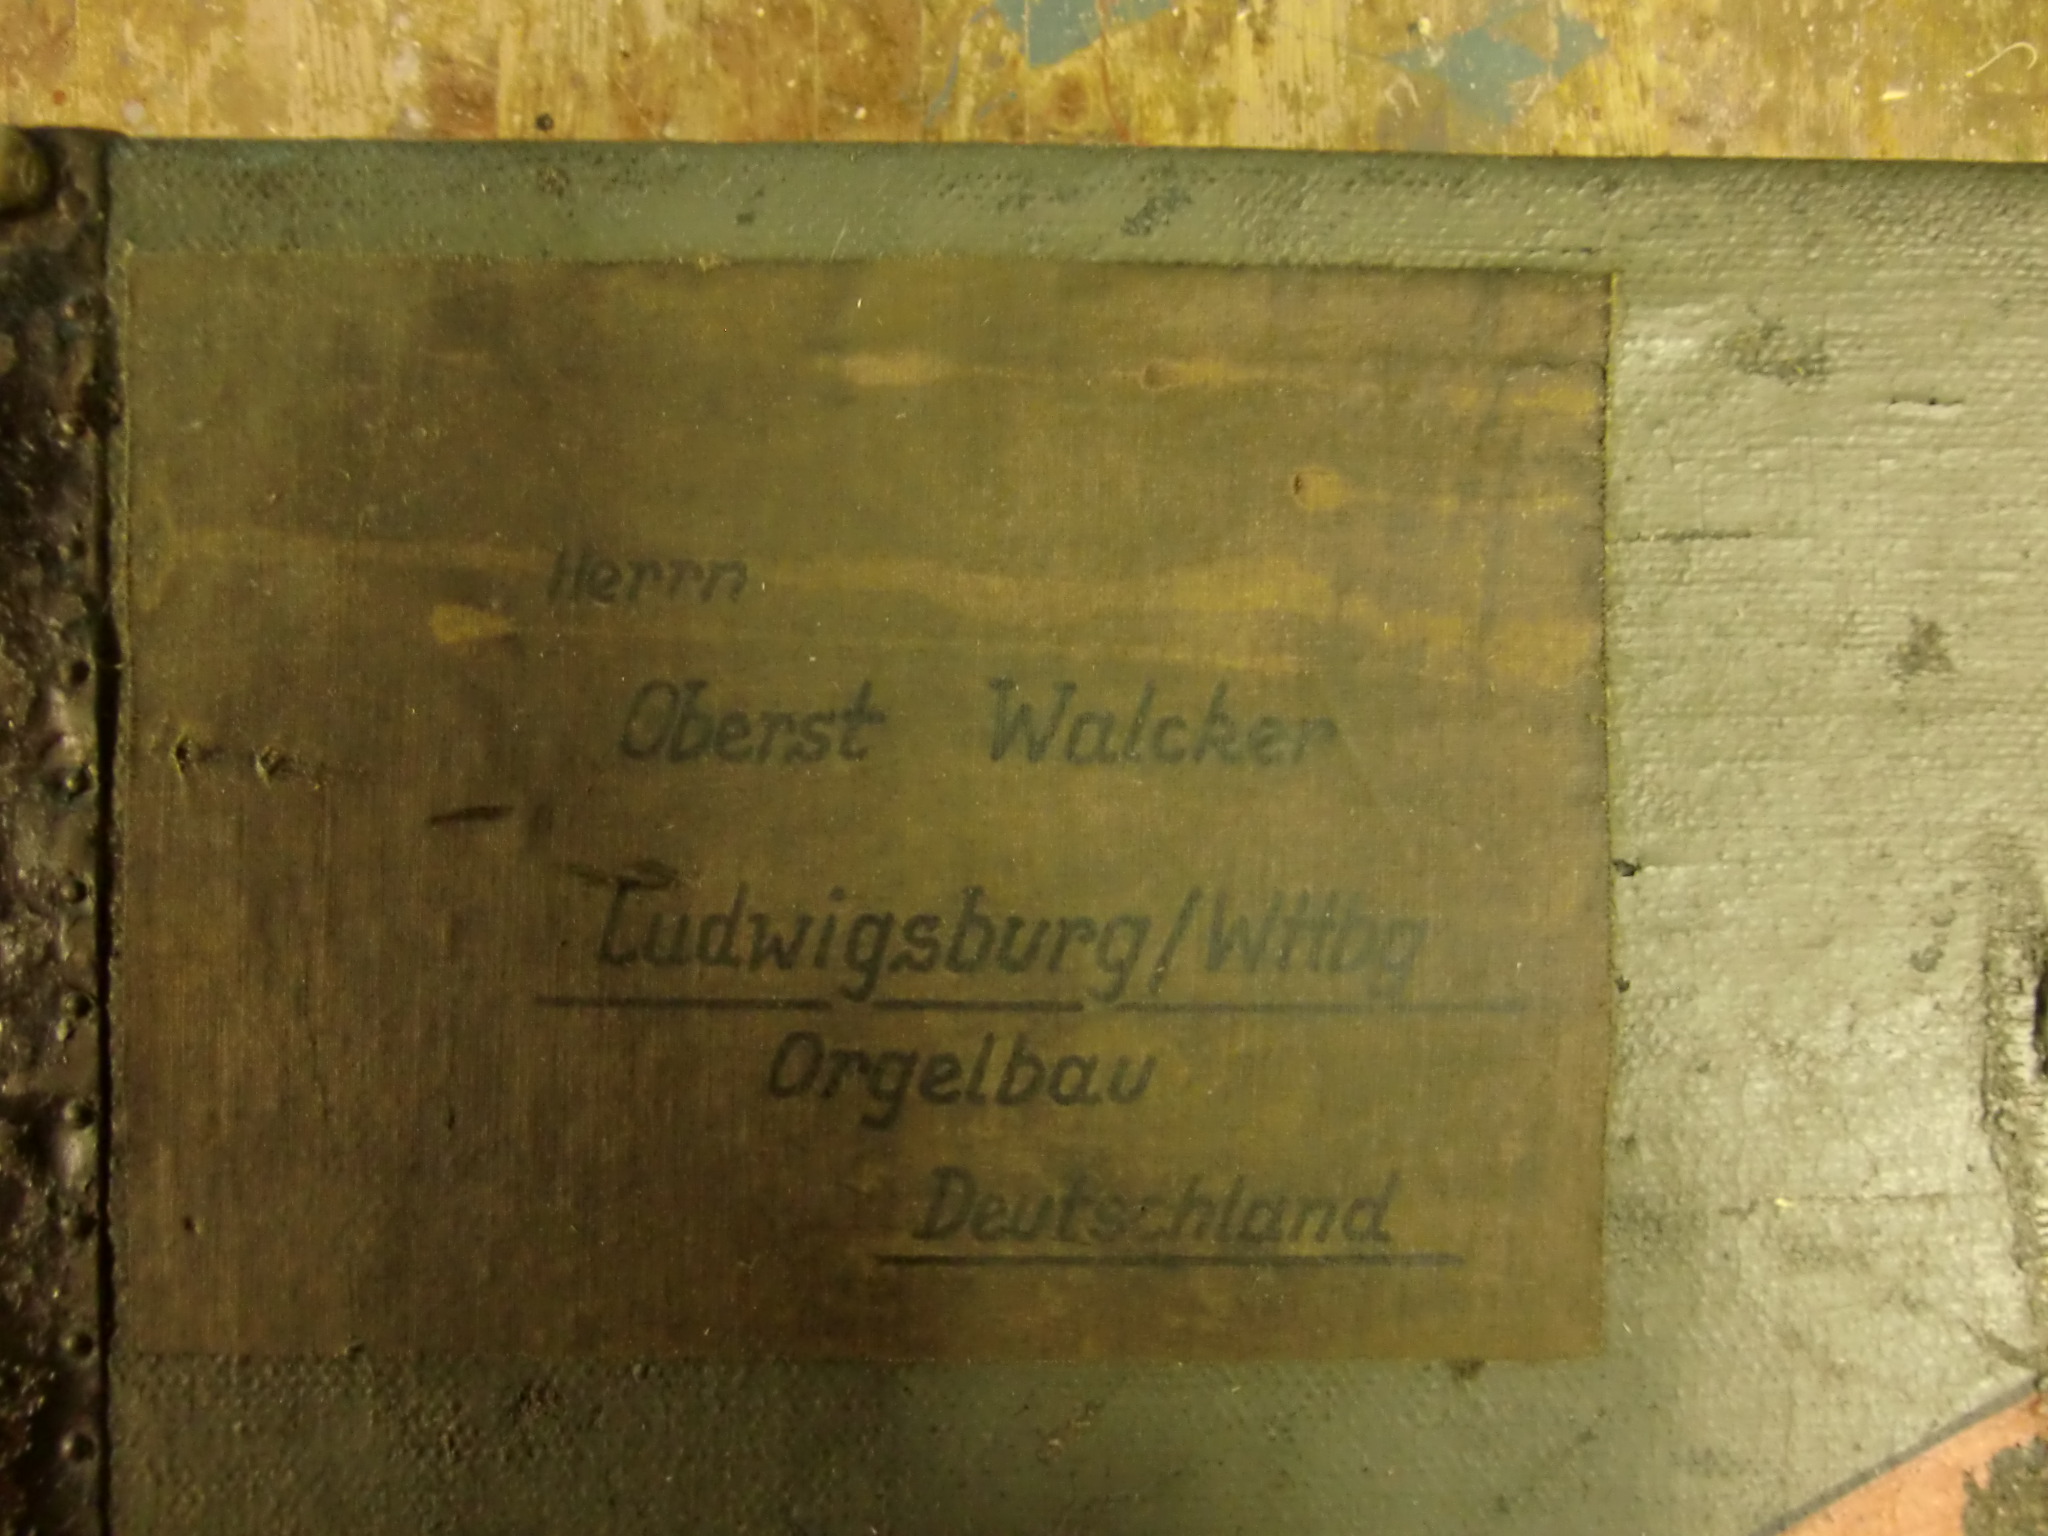 Herrn
Oberst Walcker
Ludwigsburg/Wttbg
Orgelbau
Deutschland